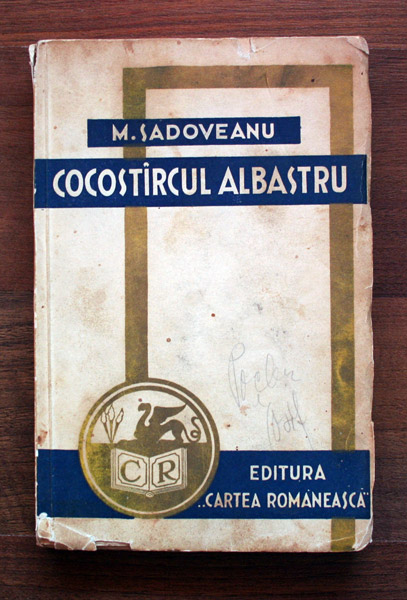 M. SADOVEANU
COCOSTÎRCUL ALBASTRU
CR
EDITURA
„CARTEA ROMÂNEASCĂ"